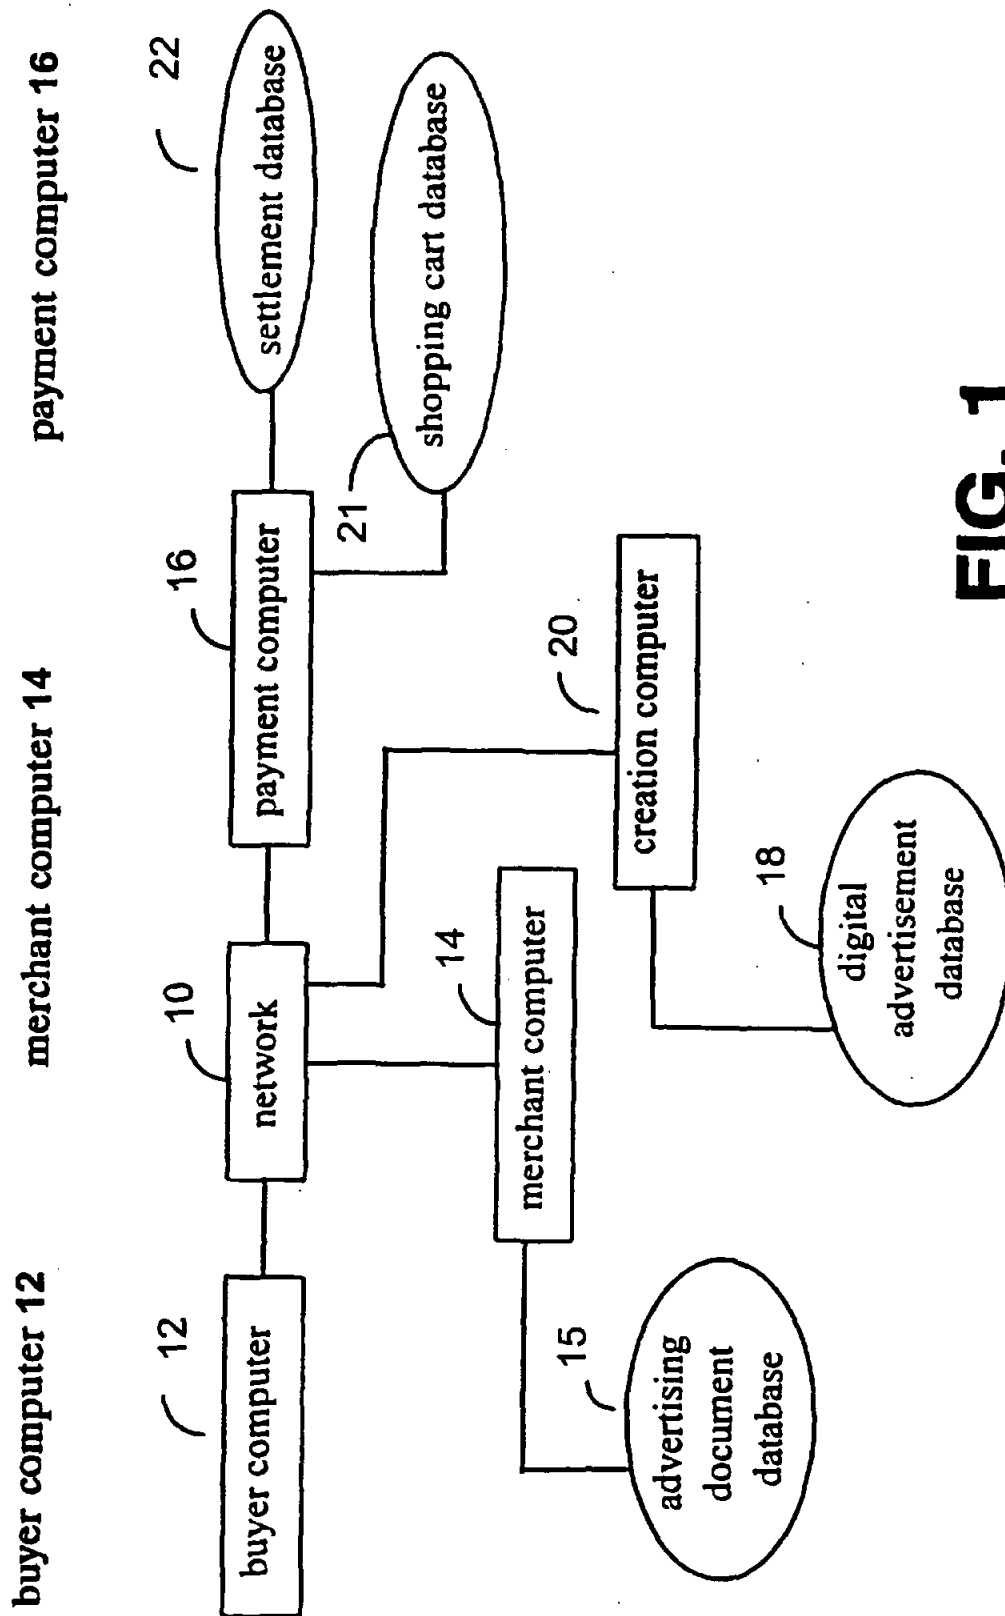 buyer computer 12
merchant computer 14
payment computer 16
12
buyer computer
10
network
16
payment computer
22
settlement database
21
shopping cart database
14
merchant computer
20
creation computer
15
advertising
document
database
18
digital
advertisement
database
FIG. 1